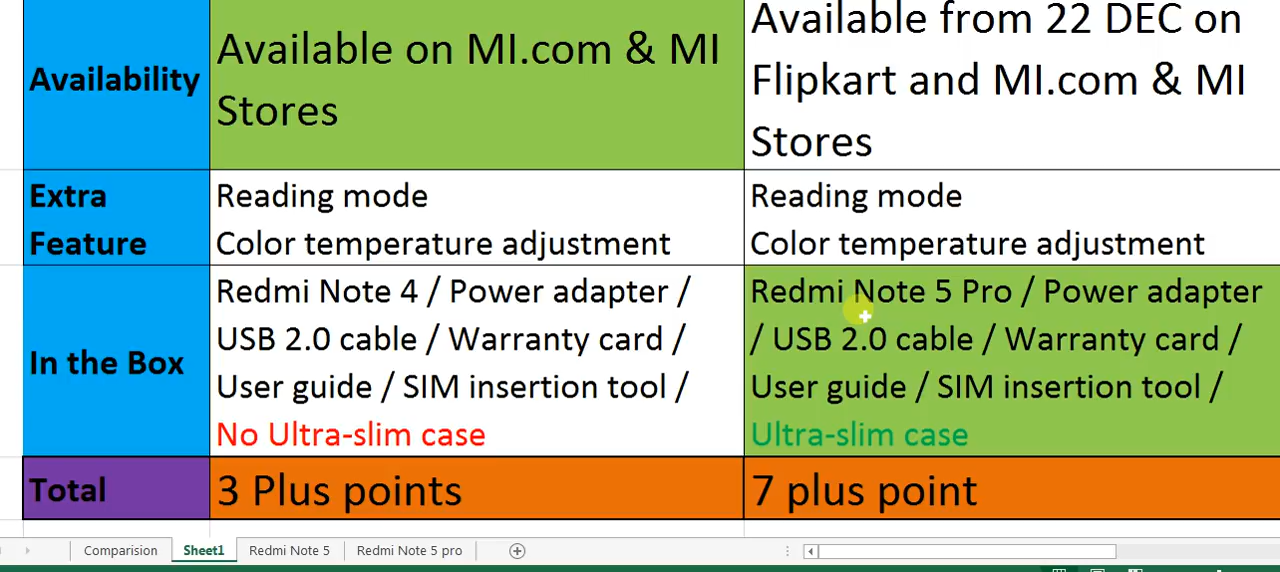 Availability
Available on MI.com & MI
Stores
Available from 22 DEC on
Flipkart and MI.com & MI
Stores
Extra
Feature
Reading mode
Color temperature adjustment
Reading mode
Color temperature adjustment
In the Box
Redmi Note 4 / Power adapter /
USB 2.0 cable / Warranty card /
User guide / SIM insertion tool /
No Ultra-slim case
Redmi Note 5 Pro / Power adapter
/ USB 2.0 cable / Warranty card /
User guide / SIM insertion tool /
Ultra-slim case
Total
3 Plus points
7 plus point
Comparision
Sheet1
Redmi Note 5
Redmi Note 5 pro